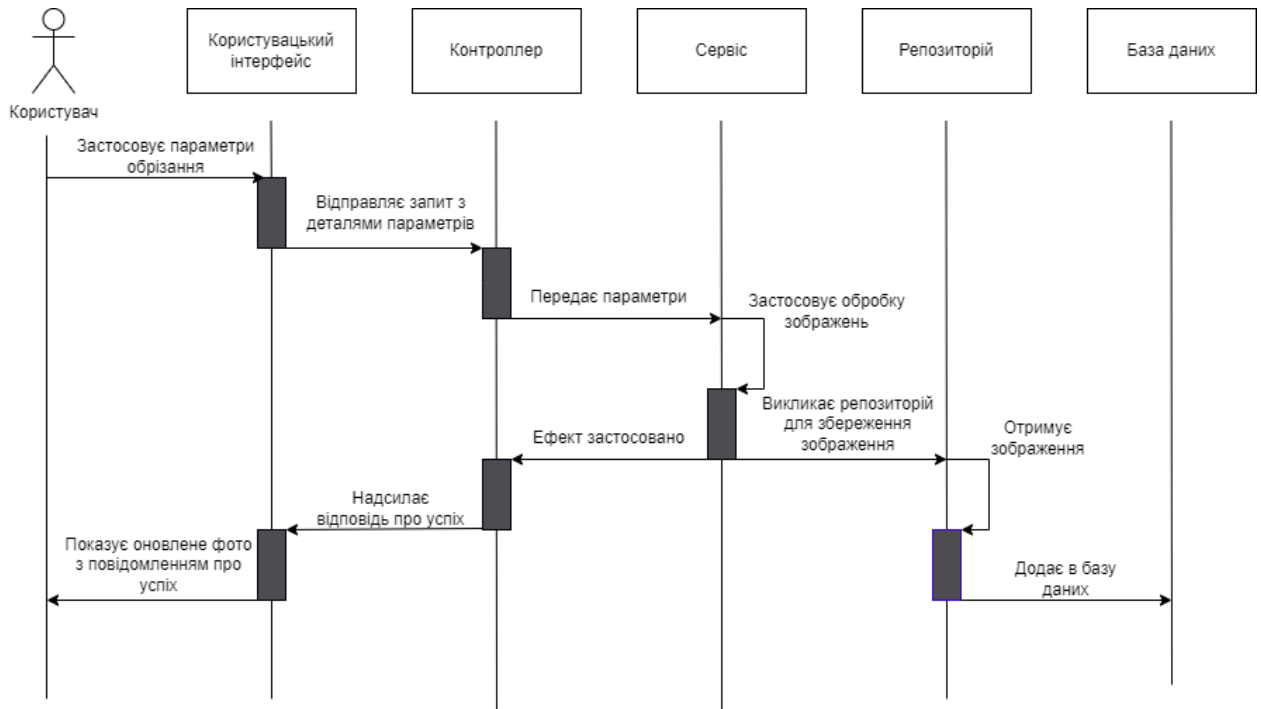 Користувач
Користувацький
інтерфейс
Контроллер
Сервіс
Репозиторій
База даних
Застосовує параметри
обрізання
Відправляє запит з
деталями параметрів
Передає параметри
Застосовує обробку
зображень
Викликає репозиторій
для збереження
зображення
Ефект застосовано
Отримує
зображення
Надсилає
відповідь про успіх
Показує оновлене фото
з повідомленням про
успіх
Додає в базу
даних